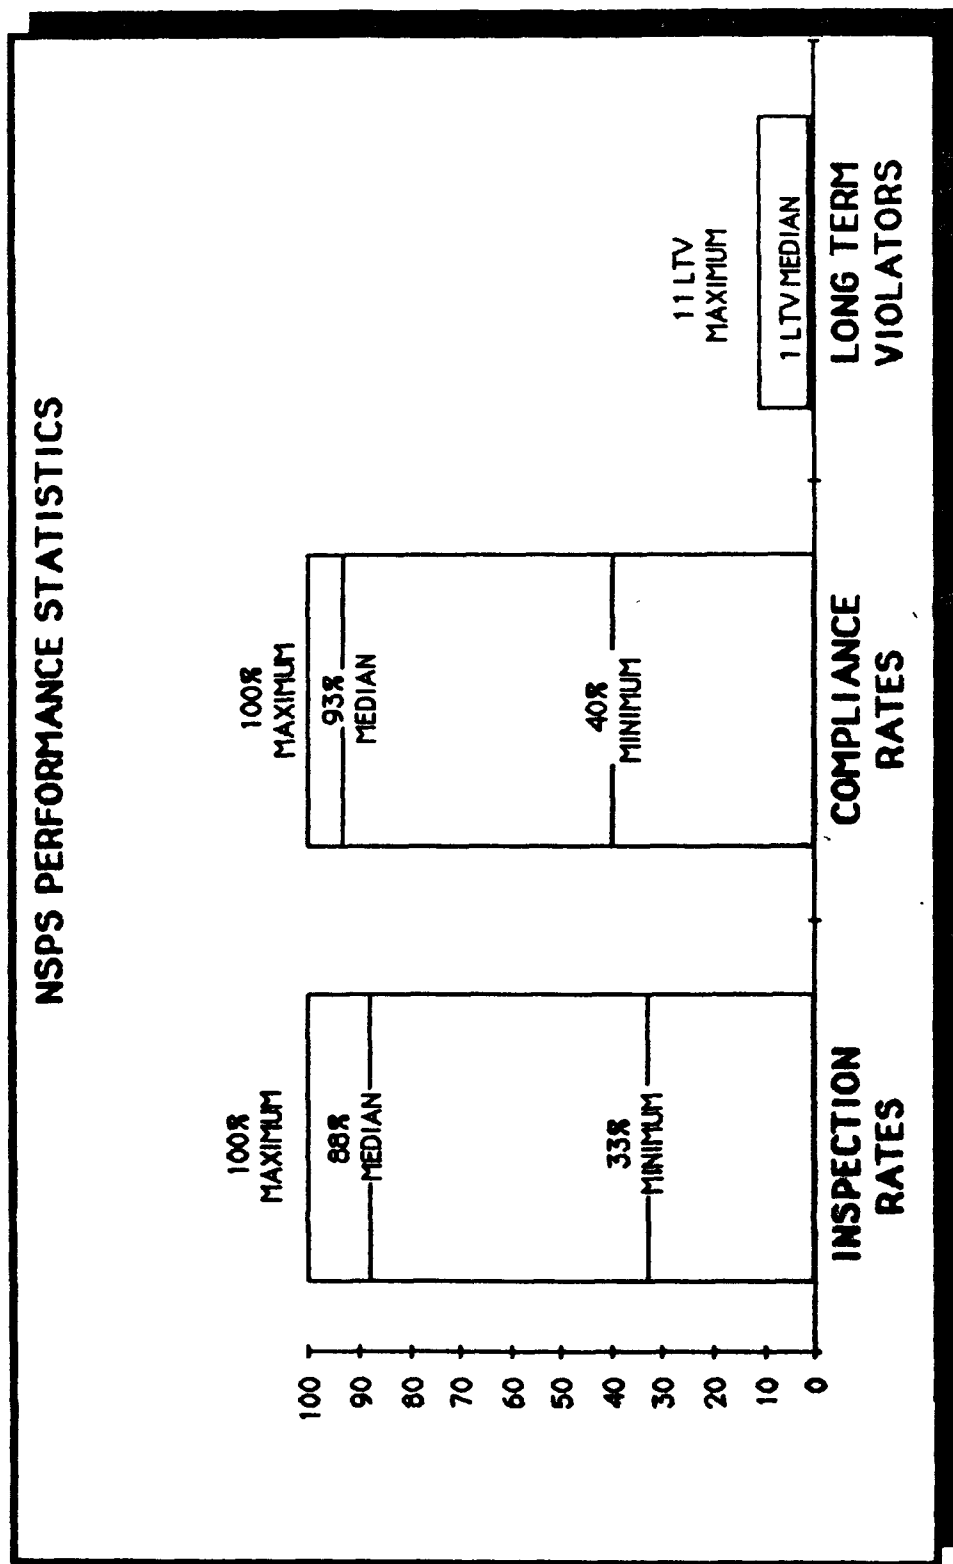 NSPS PERFORMANCE STATISTICS
100
90
80
70
60
50
40
30
20
10
0
100%
MAXIMUM
88%
MEDIAN
33%
MINIMUM
INSPECTION
RATES
100%
MAXIMUM
93%
MEDIAN
40%
MINIMUM
COMPLIANCE
RATES
11 LTV
MAXIMUM
1 LTV MEDIAN
LONG TERM
VIOLATORS